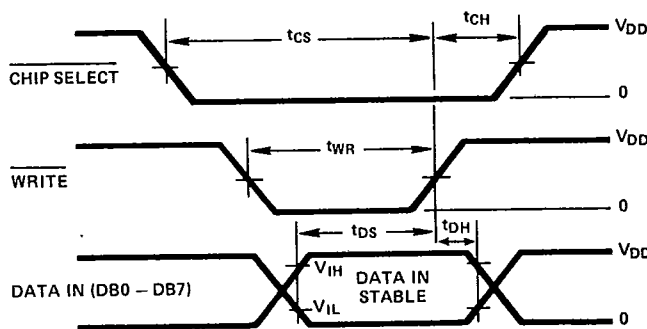 tCS
tCH
VDD
CHIP SELECT
0
tWR
VDD
WRITE
0
tDS
tDH
VDD
VIH
DATA IN (DB0 – DB7)
DATA IN
STABLE
VIL
0